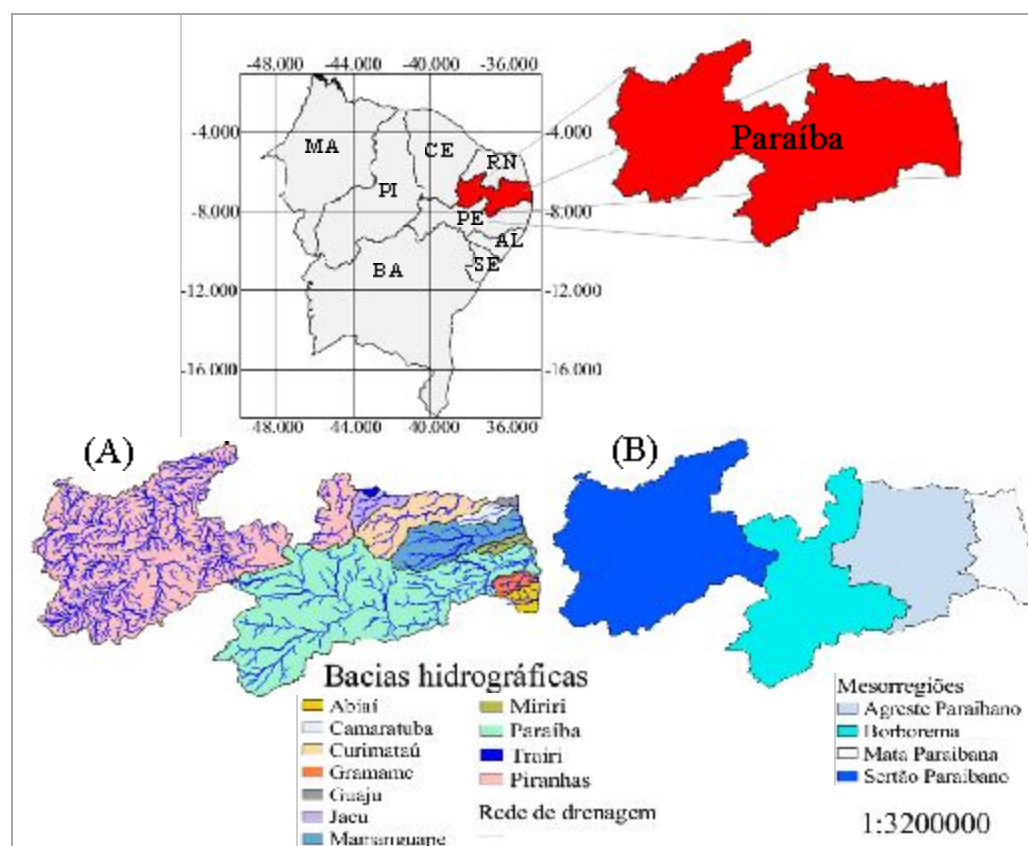 -48.000 -44.000 -40.000 -36.000
-4.000 -4.000
MA CE RN
PI
-8.000 PE -8.000
AL
BA SE
-12.000 -12.000
-16.000 -16.000
-48.000 -44.000 -40.000 -36.000
Paraíba
(A)
(B)
Bacias hidrográficas
Abiaí
Camaratuba
Curimataú
Gramame
Guaju
Jacu
Mamanguape
Miriri
Paraíba
Trairi
Piranhas
Rede de drenagem
Mesorregiões
Agreste Paraibano
Borborema
Mata Paraibana
Sertão Paraibano
1:3200000